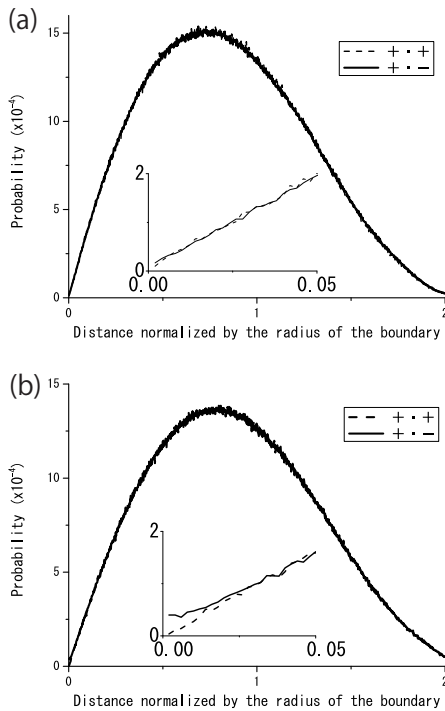 (a)
15
10
5
0
Probability (x10⁻⁴)
+ · +
+ · −
2
0
0.00
0.05
0
1
2
Distance normalized by the radius of the boundary
(b)
15
10
5
0
Probability (x10⁻⁴)
+ · +
+ · −
2
0
0.00
0.05
0
1
2
Distance normalized by the radius of the boundary